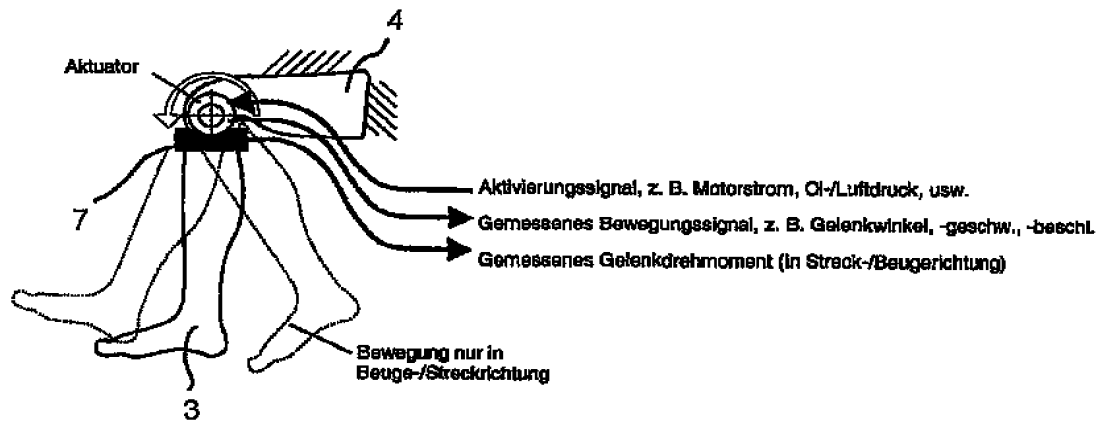 4
Aktuator
Aktivierungssignal, z. B. Motorstrom, Öl-/Luftdruck, usw.
7
Gemessenes Bewegungssignal, z. B. Gelenkwinkel, -geschw., -beschl.
Gemessenes Gelenkdrehmoment (in Streck-/Beugerichtung)
Bewegung nur in
Beuge-/Streckrichtung
3